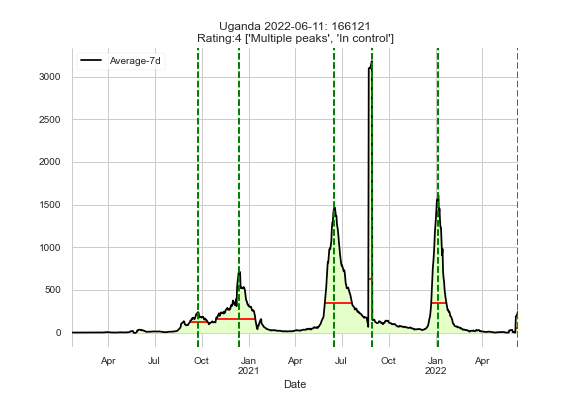 Uganda 2022-06-11: 166121
Rating:4 ['Multiple peaks', 'In control']
Average-7d
3000
2500
2000
1500
1000
500
0
Apr Jul Oct Jan Apr Jul Oct Jan Apr
2021 2022
Date